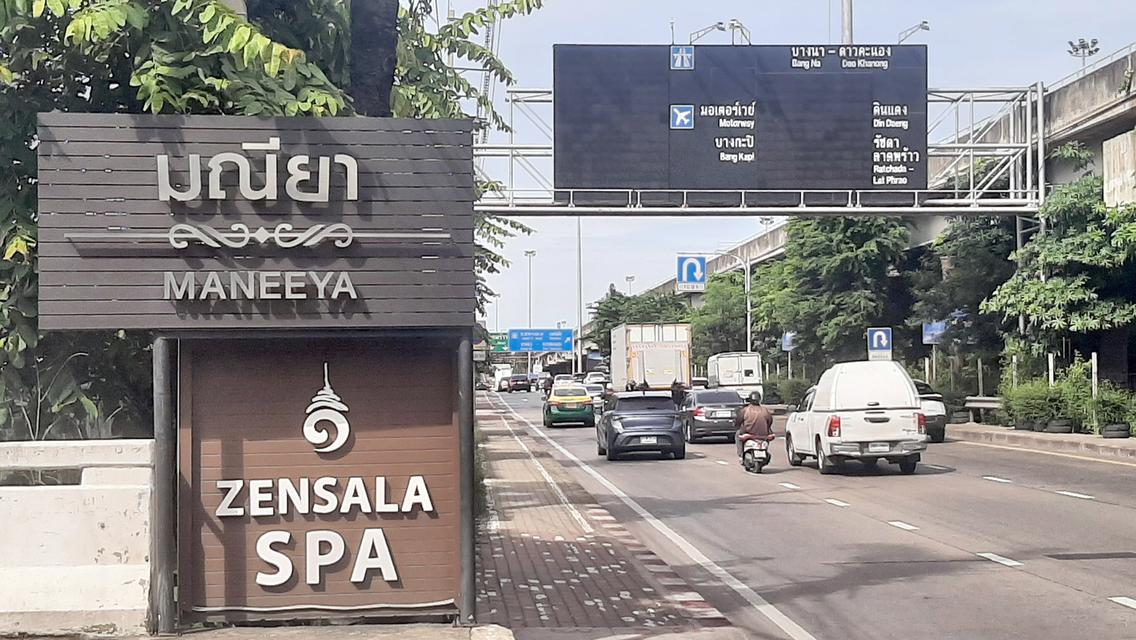 มณียา
MANEEYA
ZENSALA
SPA
บางนา – ดาวคะนอง
Bang Na Dao Khanong
มอเตอร์เวย์
Motorway
บางกะปิ
Bang Kapi
ดินแดง
Din Daeng
รัชดา
ลาดพร้าว
Ratchada –
Lat Phrao